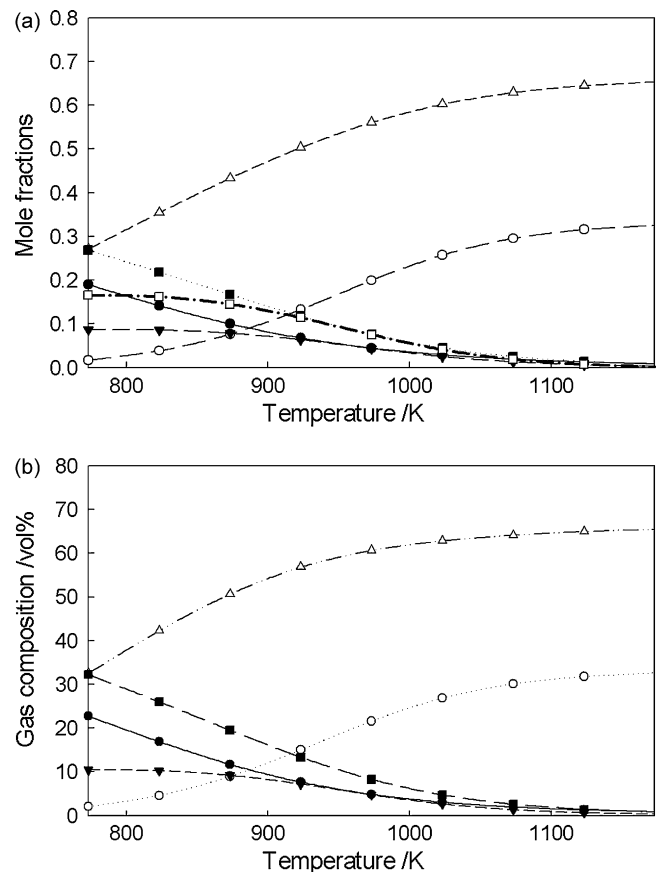 (a)
0.8
0.7
0.6
0.5
0.4
0.3
0.2
0.1
0.0
Mole fractions
800 900 1000 1100
Temperature /K
(b)
80
70
60
50
40
30
20
10
0
Gas composition /vol%
800 900 1000 1100
Temperature /K